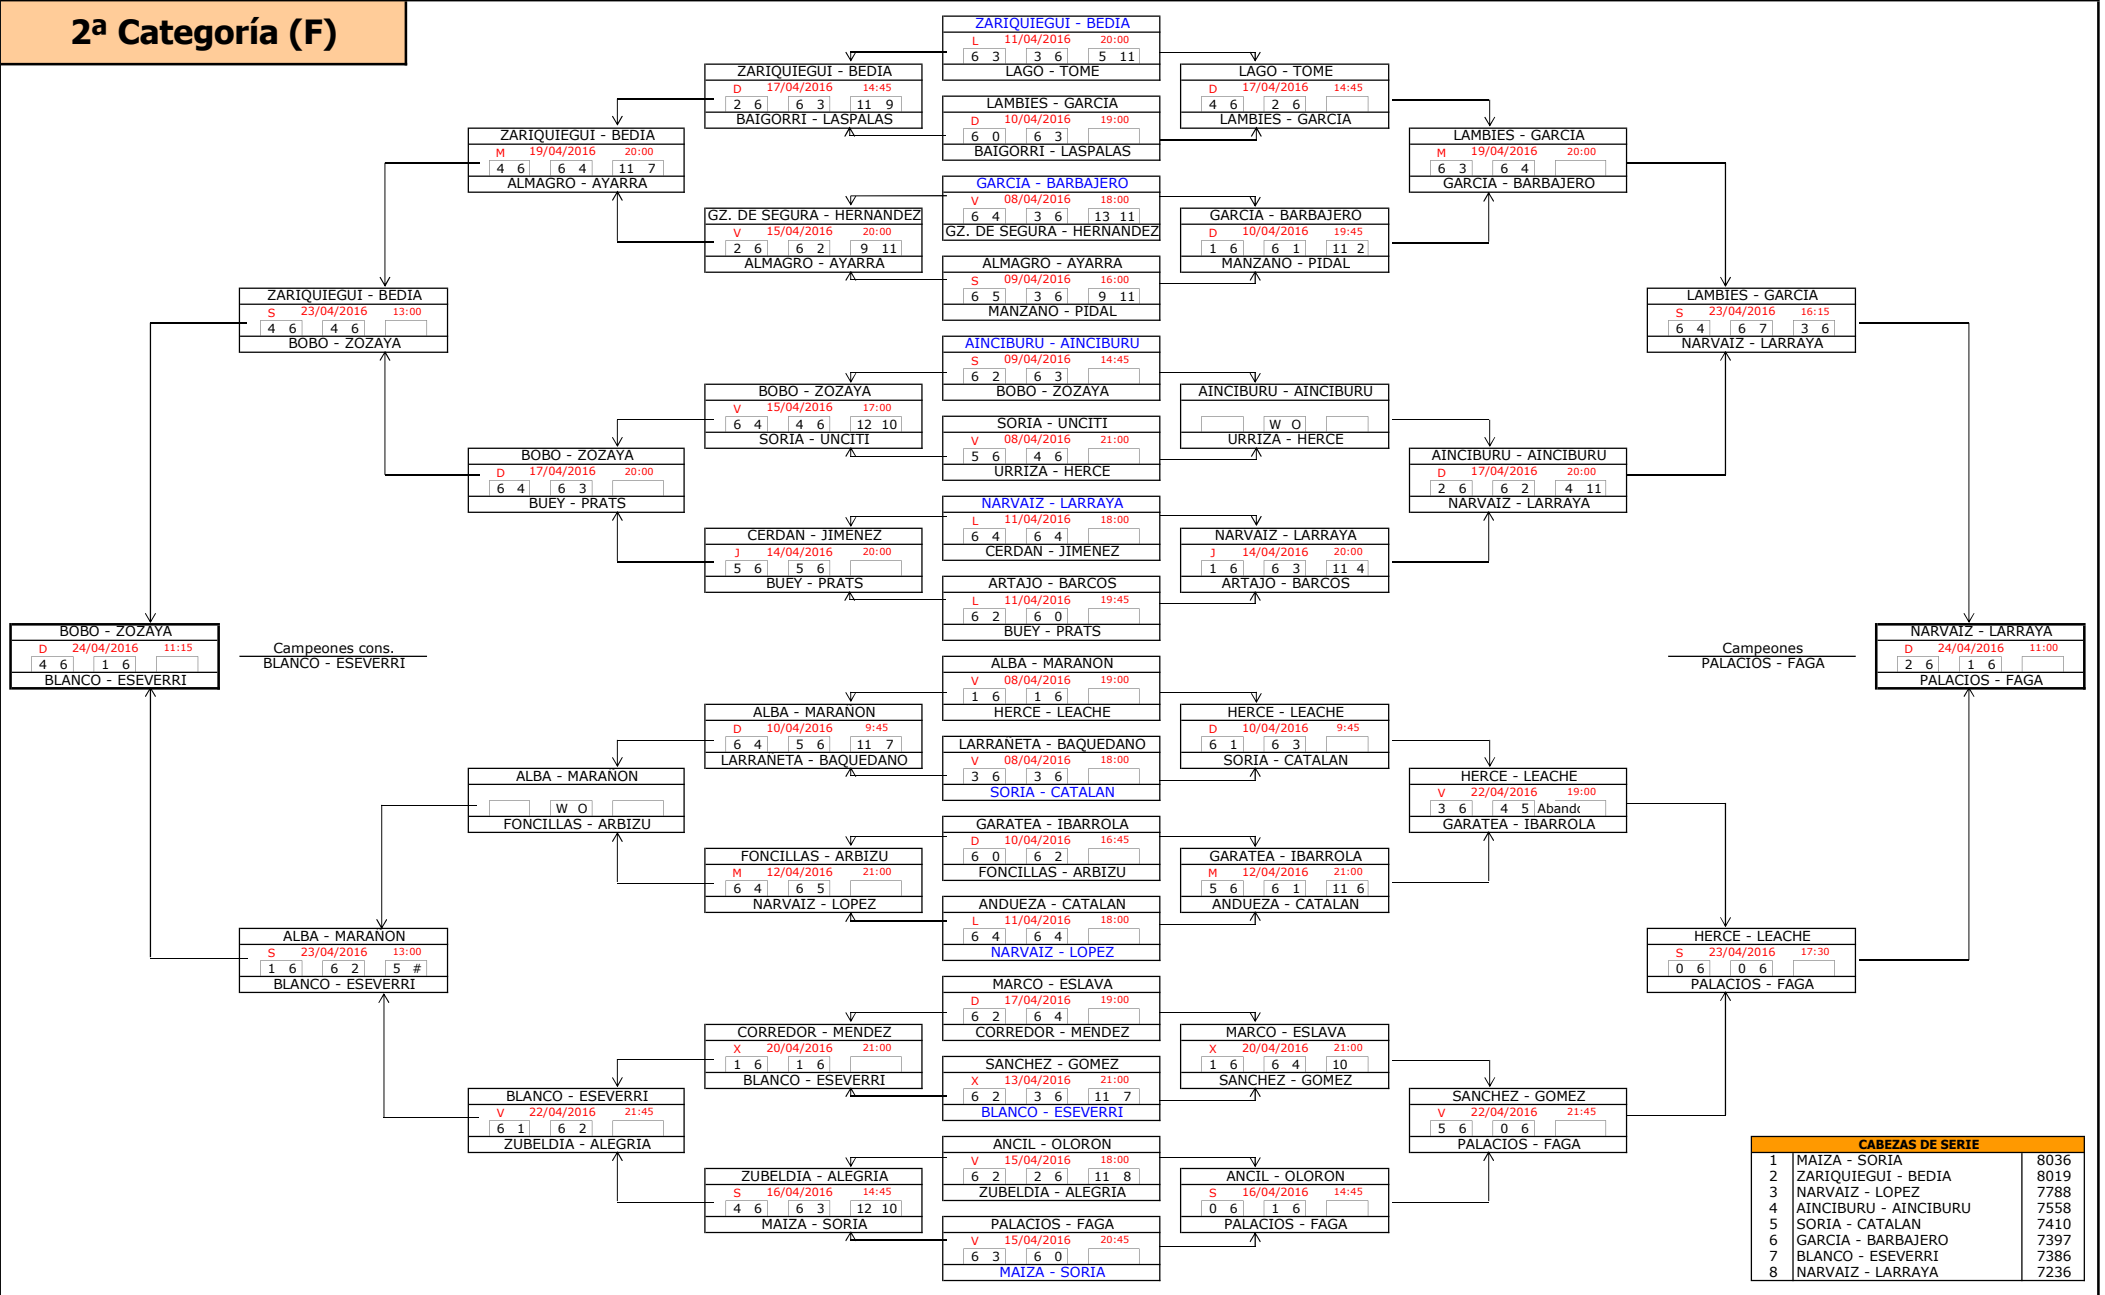 2ª Categoría (F)
ZARIQUIEGUI - BEDIA
L 11/04/2016 20:00
6 3 3 6 5 11
LAGO - TOME
LAMBIES - GARCIA
D 10/04/2016 19:00
6 0 6 3
BAIGORRI - LASPALAS
GARCIA - BARBAJERO
V 08/04/2016 18:00
6 4 3 6 13 11
GZ. DE SEGURA - HERNANDEZ
ALMAGRO - AYARRA
S 09/04/2016 16:00
6 5 3 6 9 11
MANZANO - PIDAL
AINCIBURU - AINCIBURU
S 09/04/2016 14:45
6 2 6 3
BOBO - ZOZAYA
SORIA - UNCITI
V 08/04/2016 21:00
5 6 4 6
URRIZA - HERCE
NARVAIZ - LARRAYA
L 11/04/2016 18:00
6 4 6 4
CERDAN - JIMENEZ
ARTAJO - BARCOS
L 11/04/2016 19:45
6 2 6 0
BUEY - PRATS
ALBA - MARAÑON
V 08/04/2016 19:00
1 6 1 6
HERCE - LEACHE
LARRAÑETA - BAQUEDANO
V 08/04/2016 18:00
3 6 3 6
SORIA - CATALAN
GARATEA - IBARROLA
D 10/04/2016 16:45
6 0 6 2
FONCILLAS - ARBIZU
ANDUEZA - CATALAN
L 11/04/2016 18:00
6 4 6 4
NARVAIZ - LOPEZ
MARCO - ESLAVA
D 17/04/2016 19:00
6 2 6 4
CORREDOR - MENDEZ
SANCHEZ - GOMEZ
X 13/04/2016 21:00
6 2 3 6 11 7
BLANCO - ESEVERRI
ANCIL - OLORON
V 15/04/2016 18:00
6 2 2 6 11 8
ZUBELDIA - ALEGRIA
PALACIOS - FAGA
V 15/04/2016 20:45
6 3 6 0
MAIZA - SORIA
ZARIQUIEGUI - BEDIA
D 17/04/2016 14:45
2 6 6 3 11 9
BAIGORRI - LASPALAS
GZ. DE SEGURA - HERNANDEZ
V 15/04/2016 20:00
2 6 6 2 9 11
ALMAGRO - AYARRA
BOBO - ZOZAYA
V 15/04/2016 17:00
6 4 4 6 12 10
SORIA - UNCITI
CERDAN - JIMENEZ
J 14/04/2016 20:00
5 6 5 6
BUEY - PRATS
ALBA - MARAÑON
D 10/04/2016 9:45
6 4 5 6 11 7
LARRAÑETA - BAQUEDANO
FONCILLAS - ARBIZU
M 12/04/2016 21:00
6 4 6 5
NARVAIZ - LOPEZ
CORREDOR - MENDEZ
X 20/04/2016 21:00
1 6 1 6
BLANCO - ESEVERRI
ZUBELDIA - ALEGRIA
S 16/04/2016 14:45
4 6 6 3 12 10
MAIZA - SORIA
ZARIQUIEGUI - BEDIA
M 19/04/2016 20:00
4 6 6 4 11 7
ALMAGRO - AYARRA
BOBO - ZOZAYA
D 17/04/2016 20:00
6 4 6 3
BUEY - PRATS
ALBA - MARAÑON
W O
FONCILLAS - ARBIZU
BLANCO - ESEVERRI
V 22/04/2016 21:45
6 1 6 2
ZUBELDIA - ALEGRIA
ZARIQUIEGUI - BEDIA
S 23/04/2016 13:00
4 6 4 6
BOBO - ZOZAYA
ALBA - MARAÑON
S 23/04/2016 13:00
1 6 6 2 5 #
BLANCO - ESEVERRI
BOBO - ZOZAYA
D 24/04/2016 11:15
4 6 1 6
BLANCO - ESEVERRI
Campeones cons.
BLANCO - ESEVERRI
LAGO - TOME
D 17/04/2016 14:45
4 6 2 6
LAMBIES - GARCIA
GARCIA - BARBAJERO
D 10/04/2016 19:45
1 6 6 1 11 2
MANZANO - PIDAL
AINCIBURU - AINCIBURU
W O
URRIZA - HERCE
NARVAIZ - LARRAYA
J 14/04/2016 20:00
1 6 6 3 11 4
ARTAJO - BARCOS
HERCE - LEACHE
D 10/04/2016 9:45
6 1 6 3
SORIA - CATALAN
GARATEA - IBARROLA
M 12/04/2016 21:00
5 6 6 1 11 6
ANDUEZA - CATALAN
MARCO - ESLAVA
X 20/04/2016 21:00
1 6 6 4 10
SANCHEZ - GOMEZ
ANCIL - OLORON
S 16/04/2016 14:45
0 6 1 6
PALACIOS - FAGA
LAMBIES - GARCIA
M 19/04/2016 20:00
6 3 6 4
GARCIA - BARBAJERO
AINCIBURU - AINCIBURU
D 17/04/2016 20:00
2 6 6 2 4 11
NARVAIZ - LARRAYA
HERCE - LEACHE
V 22/04/2016 19:00
3 6 4 5 Abandc
GARATEA - IBARROLA
SANCHEZ - GOMEZ
V 22/04/2016 21:45
5 6 0 6
PALACIOS - FAGA
LAMBIES - GARCIA
S 23/04/2016 16:15
6 4 6 7 3 6
NARVAIZ - LARRAYA
HERCE - LEACHE
S 23/04/2016 17:30
0 6 0 6
PALACIOS - FAGA
Campeones
PALACIOS - FAGA
NARVAIZ - LARRAYA
D 24/04/2016 11:00
2 6 1 6
PALACIOS - FAGA
CABEZAS DE SERIE
1 MAIZA - SORIA 8036
2 ZARIQUIEGUI - BEDIA 8019
3 NARVAIZ - LOPEZ 7788
4 AINCIBURU - AINCIBURU 7558
5 SORIA - CATALAN 7410
6 GARCIA - BARBAJERO 7397
7 BLANCO - ESEVERRI 7386
8 NARVAIZ - LARRAYA 7236